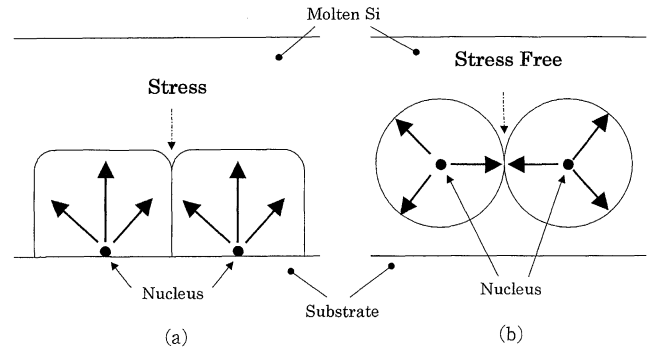 Molten Si
Stress
Stress Free
Nucleus
Nucleus
Substrate
(a)
(b)